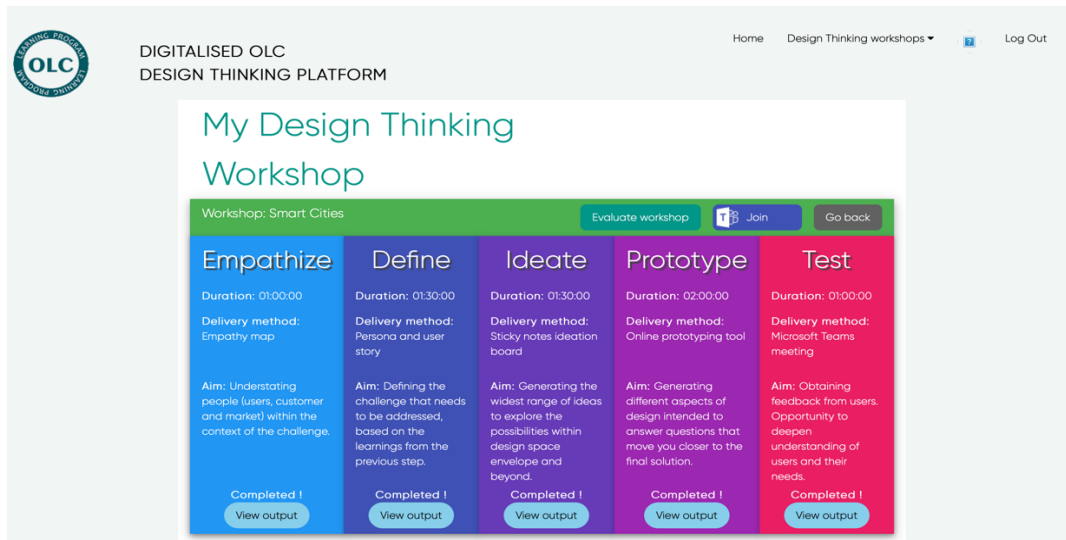 LEARNING PROGRAM
OLC
LEARNING PROGRAM
DIGITALISED OLC
DESIGN THINKING PLATFORM
Home
Design Thinking workshops
?
Log Out
My Design Thinking
Workshop
Workshop: Smart Cities
Evaluate workshop
T
Join
Go back
Empathize
Duration: 01:00:00
Delivery method:
Empathy map
Aim: Understating
people (users, customer
and market) within the
context of the challenge.
Completed !
View output
Define
Duration: 01:30:00
Delivery method:
Persona and user
story
Aim: Defining the
challenge that needs
to be addressed,
based on the
learnings from the
previous step.
Completed !
View output
Ideate
Duration: 01:30:00
Delivery method:
Sticky notes ideation
board
Aim: Generating the
widest range of ideas
to explore the
possibilities within
design space
envelope and
beyond.
Completed !
View output
Prototype
Duration: 02:00:00
Delivery method:
Online prototyping tool
Aim: Generating
different aspects of
design intended to
answer questions that
move you closer to the
final solution.
Completed !
View output
Test
Duration: 01:00:00
Delivery method:
Microsoft Teams
meeting
Aim: Obtaining
feedback from users.
Opportunity to
deepen
understanding of
users and their
needs.
Completed !
View output